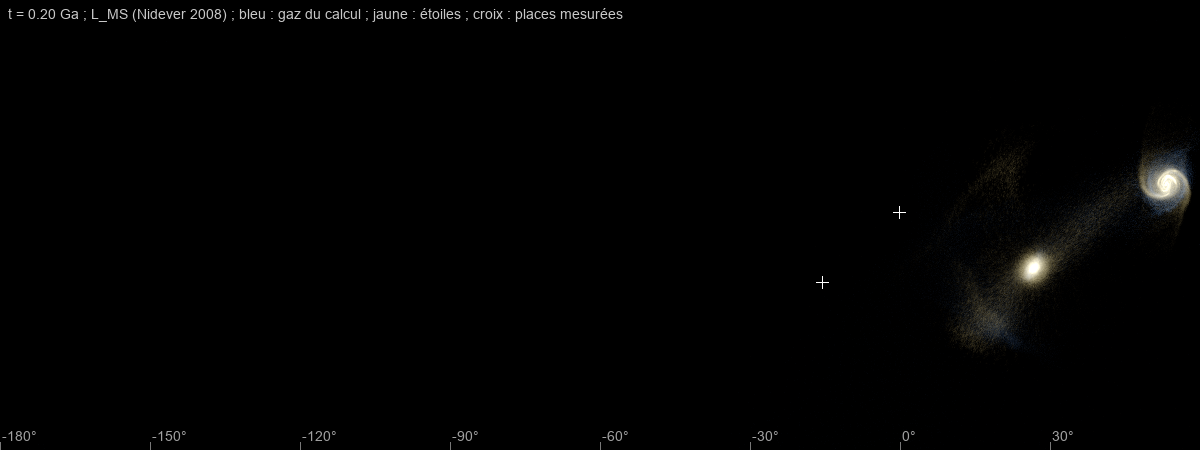 t = 0.20 Ga ; L_MS (Nidever 2008) ; bleu : gaz du calcul ; jaune : étoiles ; croix : places mesurées
-180° -150° -120° -90° -60° -30° 0° 30°